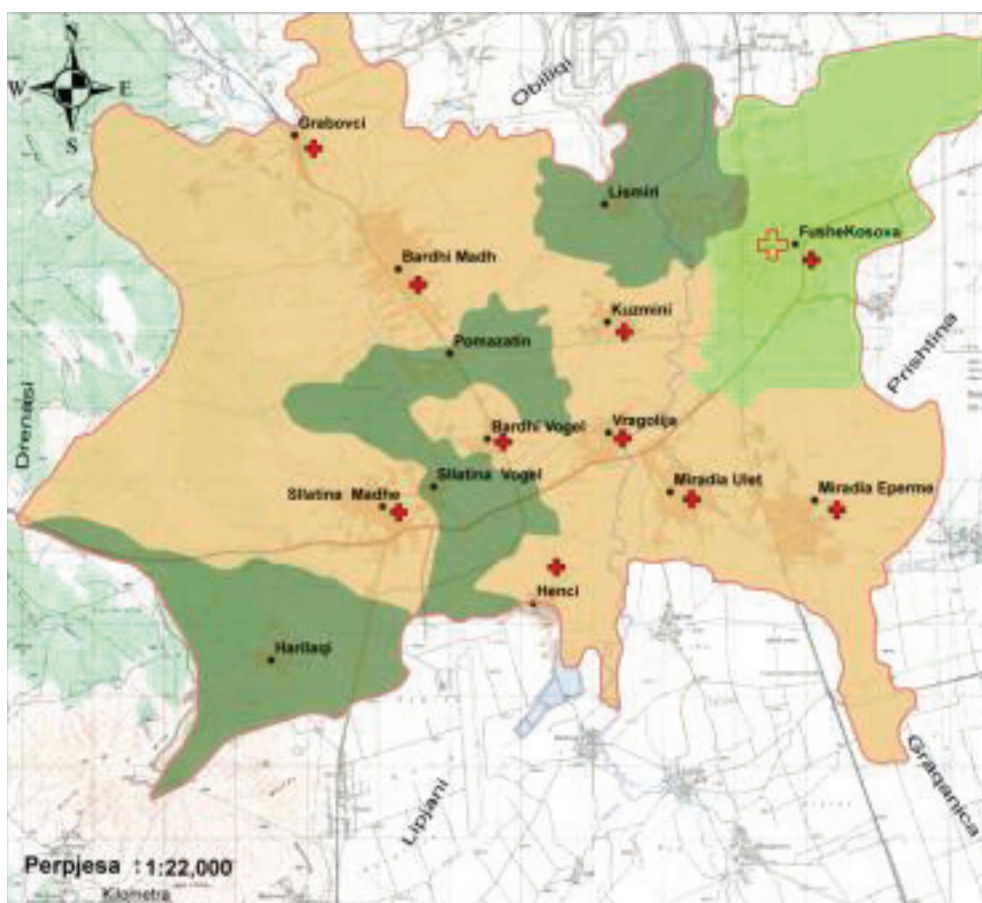 N
W E
S
Obiliqi
Grabovci
Lismiri
FusheKosova
Bardhi Madh
Kuzmini
Pomazatin
Prishtina
Drenasi
Bardhi Vogel
Vragolija
Sllatina Vogel
Sllatina Madhe
Miradia Ulet
Miradia Eperme
Henci
Harilaqi
Lipjani
Graqanica
Perpjesa : 1:22,000
Kilometra